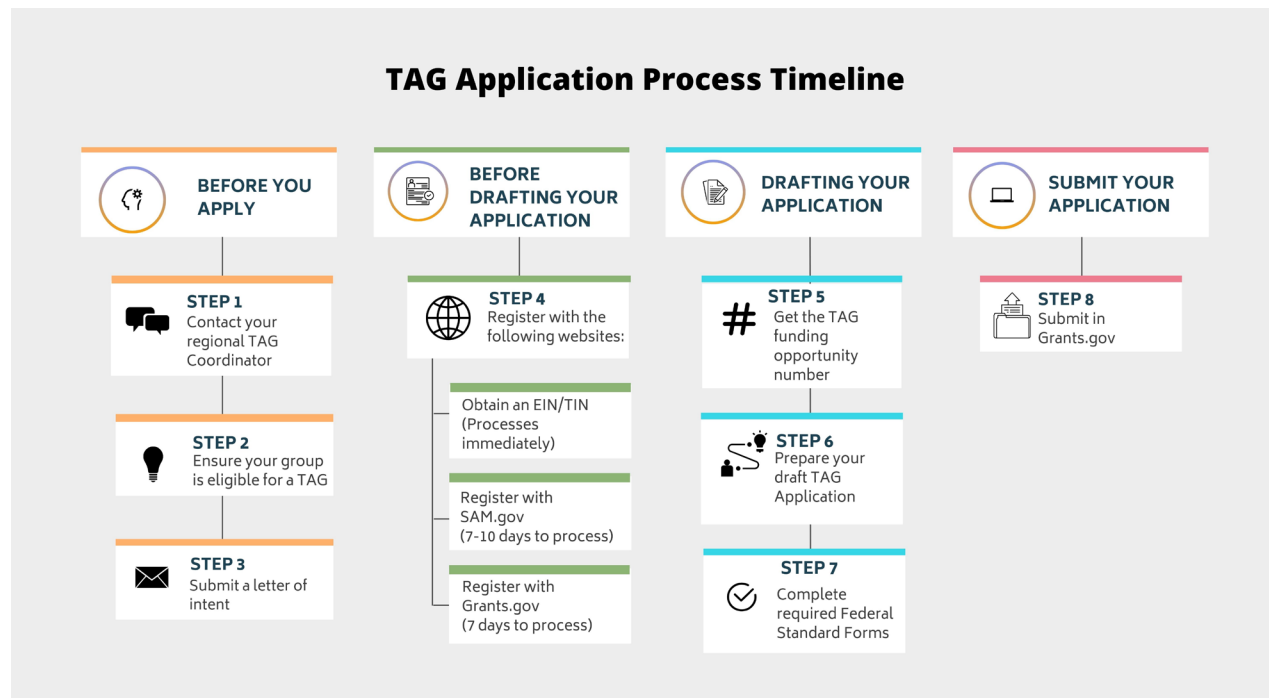 TAG Application Process Timeline
BEFORE YOU
APPLY
STEP 1
Contact your
regional TAG
Coordinator
STEP 2
Ensure your group
is eligible for a TAG
STEP 3
Submit a letter of
intent
BEFORE
DRAFTING YOUR
APPLICATION
STEP 4
Register with the
following websites:
Obtain an EIN/TIN
(Processes
immediately)
Register with
SAM.gov
(7-10 days to process)
Register with
Grants.gov
(7 days to process)
DRAFTING YOUR
APPLICATION
STEP 5
Get the TAG
funding
opportunity
number
STEP 6
Prepare your
draft TAG
Application
STEP 7
Complete
required Federal
Standard Forms
SUBMIT YOUR
APPLICATION
STEP 8
Submit in
Grants.gov